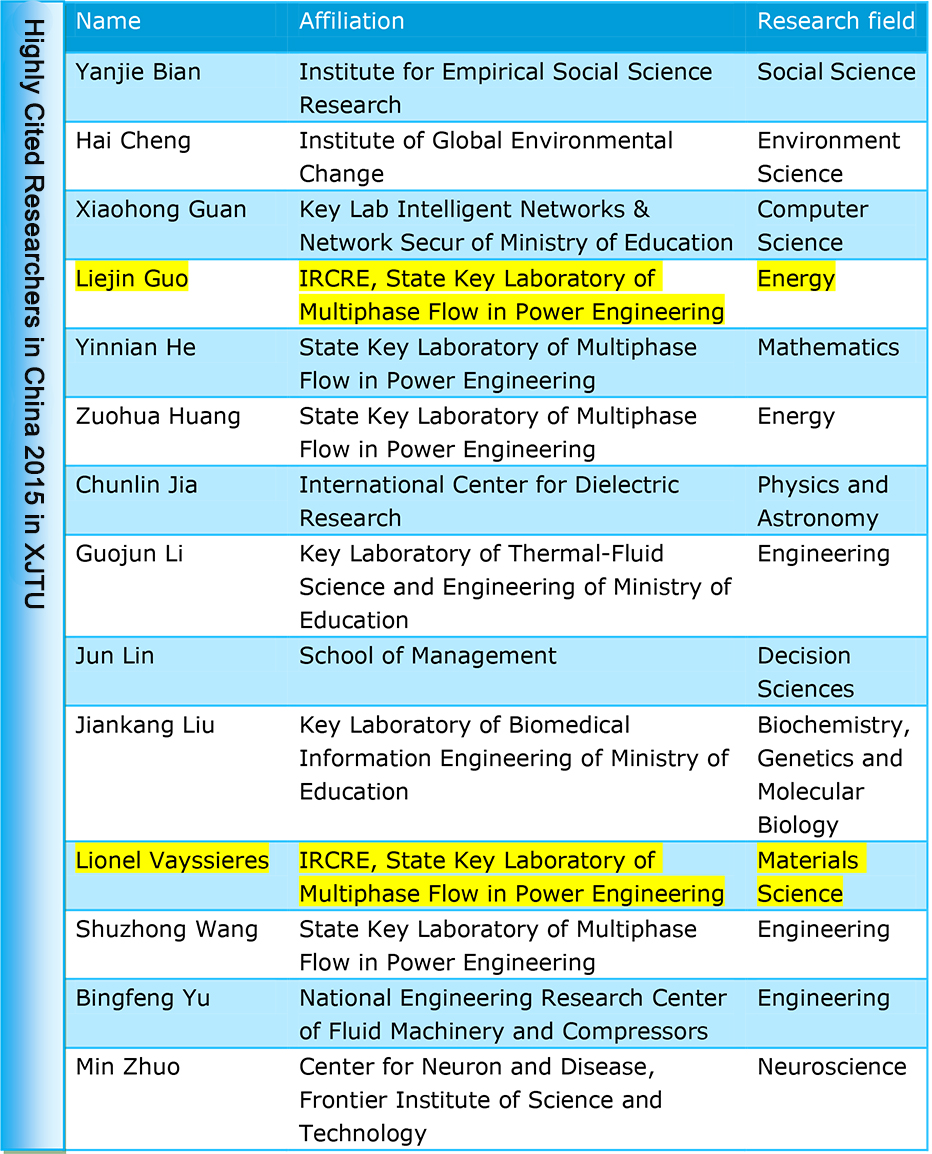 Highly Cited Researchers in China 2015 in XJTU
Name Affiliation Research field
Yanjie Bian Institute for Empirical Social Science Social Science
Research
Hai Cheng Institute of Global Environmental Environment
Change Science
Xiaohong Guan Key Lab Intelligent Networks & Computer
Network Secur of Ministry of Education Science
Liejin Guo IRCRE, State Key Laboratory of Energy
Multiphase Flow in Power Engineering
Yinnian He State Key Laboratory of Multiphase Mathematics
Flow in Power Engineering
Zuohua Huang State Key Laboratory of Multiphase Energy
Flow in Power Engineering
Chunlin Jia International Center for Dielectric Physics and
Research Astronomy
Guojun Li Key Laboratory of Thermal-Fluid Engineering
Science and Engineering of Ministry of
Education
Jun Lin School of Management Decision
Sciences
Jiankang Liu Key Laboratory of Biomedical Biochemistry,
Information Engineering of Ministry of Genetics and
Education Molecular
Biology
Lionel Vayssieres IRCRE, State Key Laboratory of Materials
Multiphase Flow in Power Engineering Science
Shuzhong Wang State Key Laboratory of Multiphase Engineering
Flow in Power Engineering
Bingfeng Yu National Engineering Research Center Engineering
of Fluid Machinery and Compressors
Min Zhuo Center for Neuron and Disease, Neuroscience
Frontier Institute of Science and
Technology